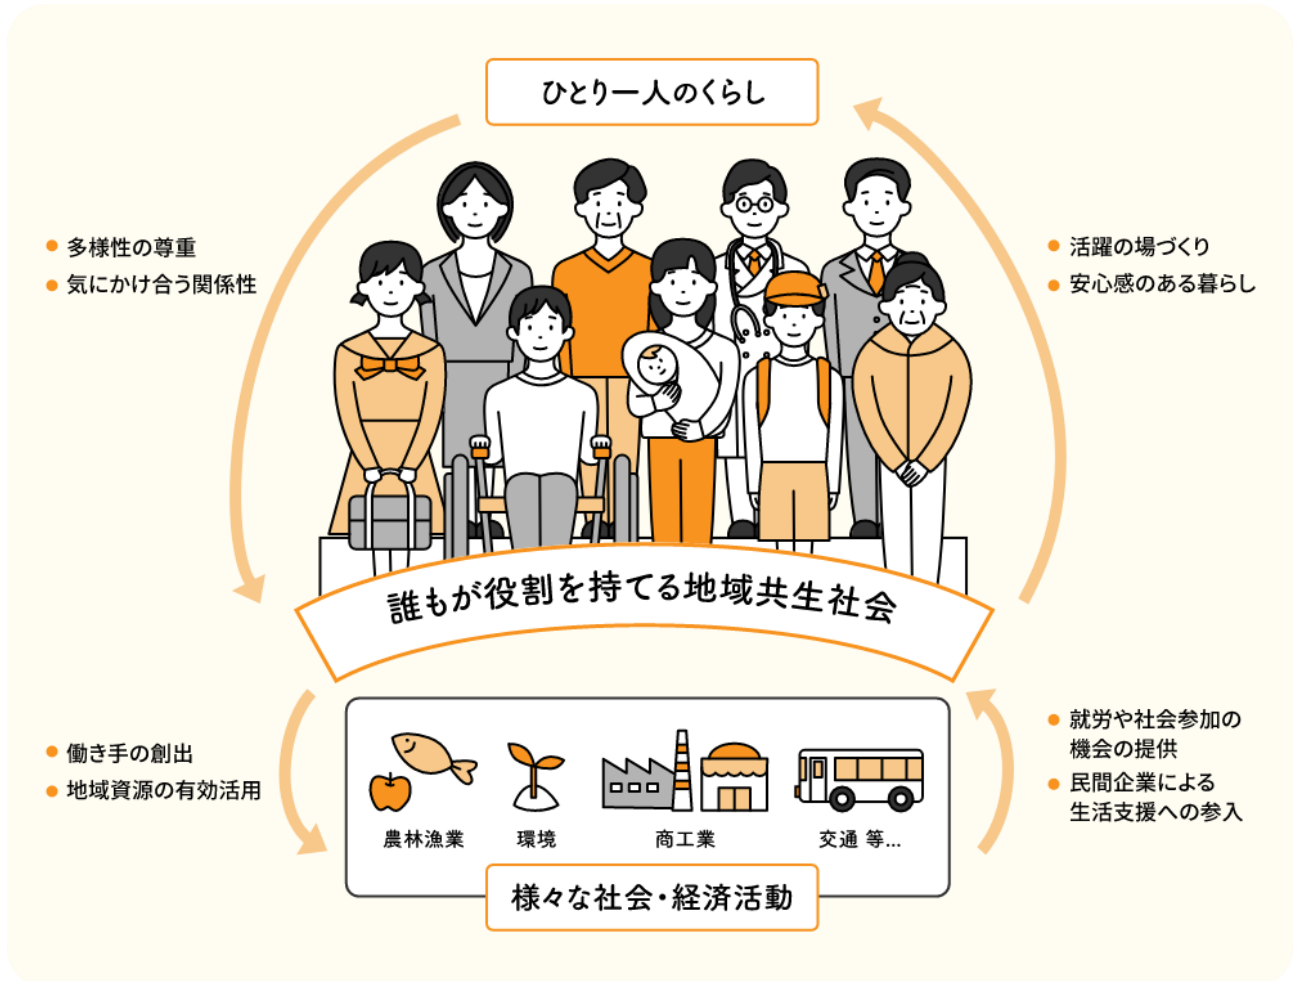 ひとり一人のくらし
多様性の尊重
気にかけ合う関係性
活躍の場づくり
安心感のある暮らし
誰もが役割を持てる地域共生社会
働き手の創出
地域資源の有効活用
就労や社会参加の
機会の提供
民間企業による
生活支援への参入
農林漁業
環境
商工業
交通 等...
様々な社会・経済活動